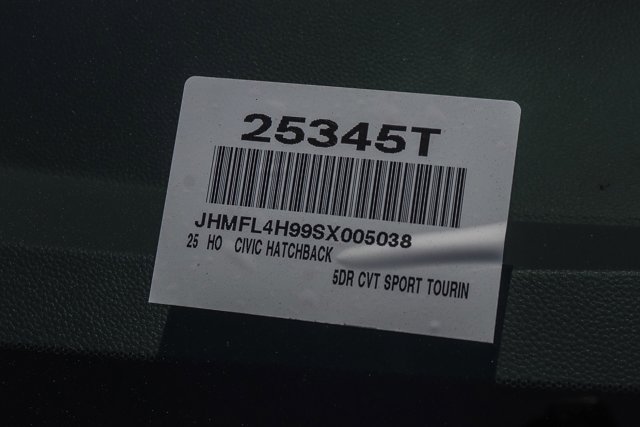 25345T
JHMFL4H99SX005038
25 HO CIVIC HATCHBACK
5DR CVT SPORT TOURIN